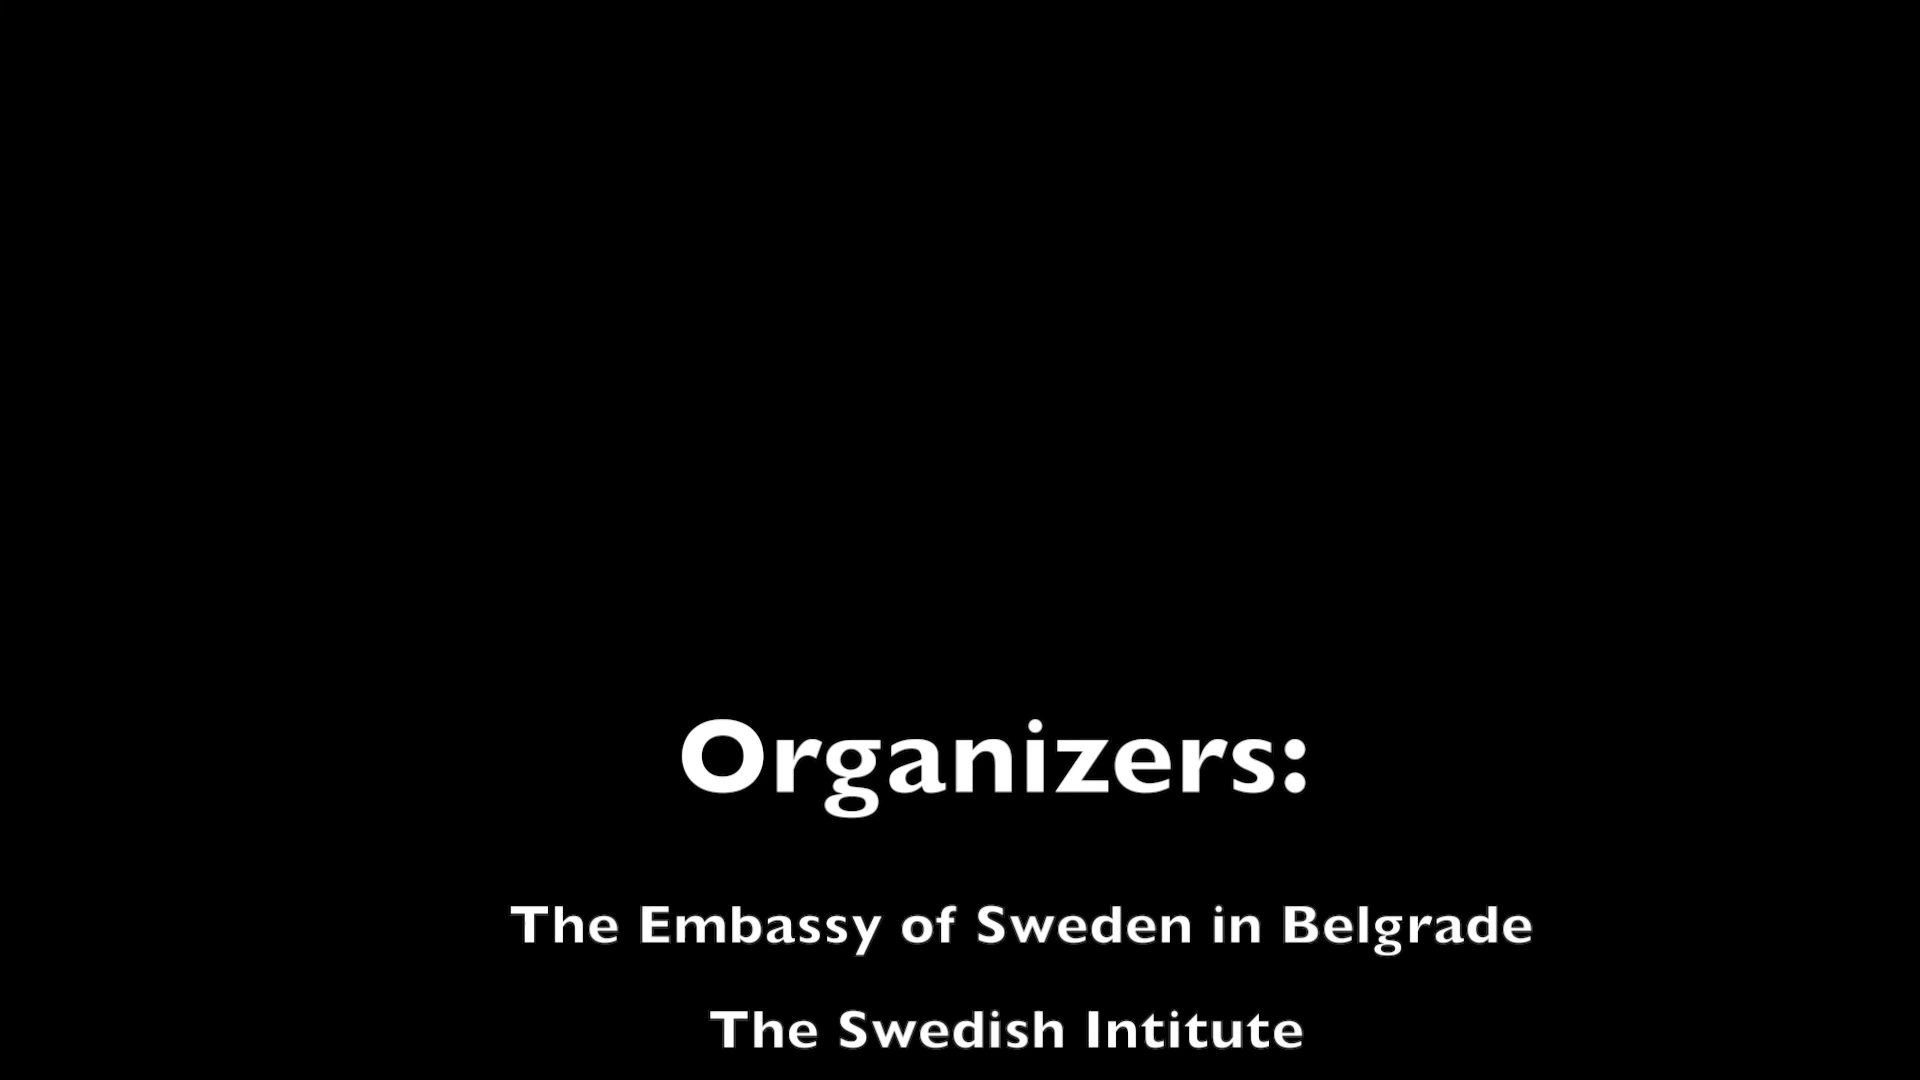 Organizers:
The Embassy of Sweden in Belgrade
The Swedish Intitute